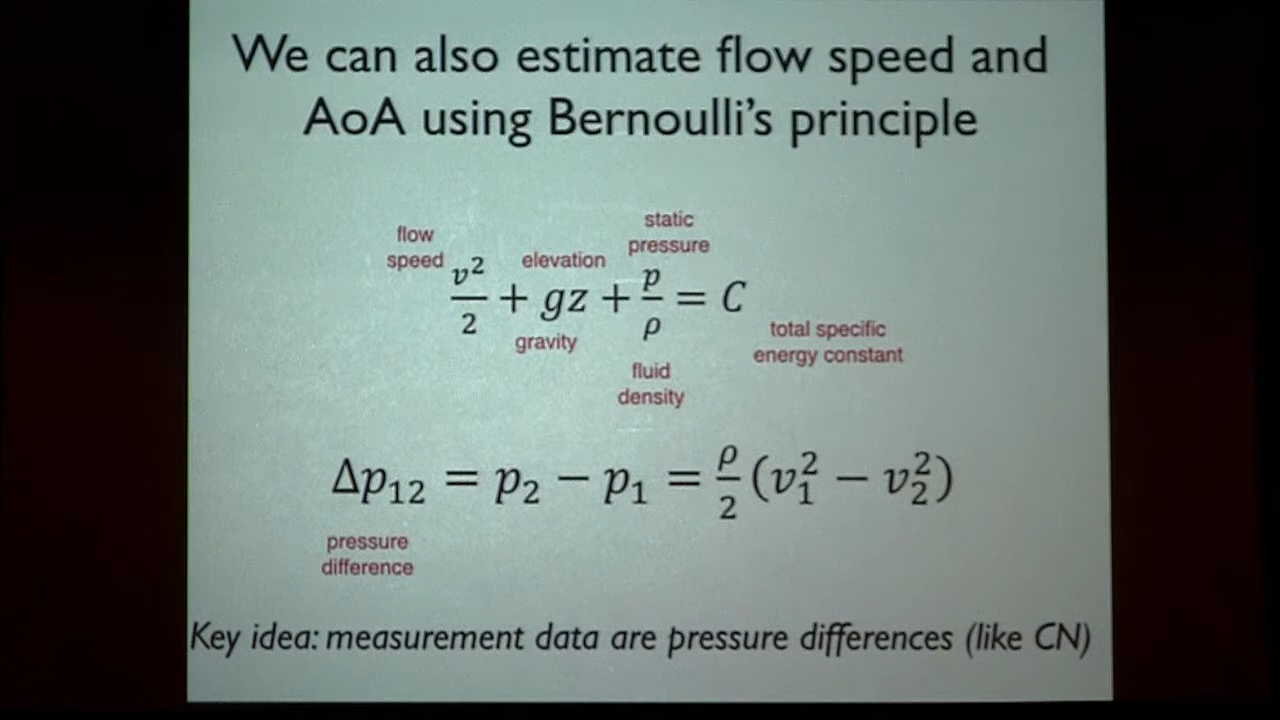 We can also estimate flow speed and
AoA using Bernoulli's principle
flow
speed
elevation
static
pressure
v²/2 + gz + p/ρ = C
gravity
fluid
density
total specific
energy constant
Δp₁₂ = p₂ − p₁ = ρ/2 (v₁² − v₂²)
pressure
difference
Key idea: measurement data are pressure differences (like CN)